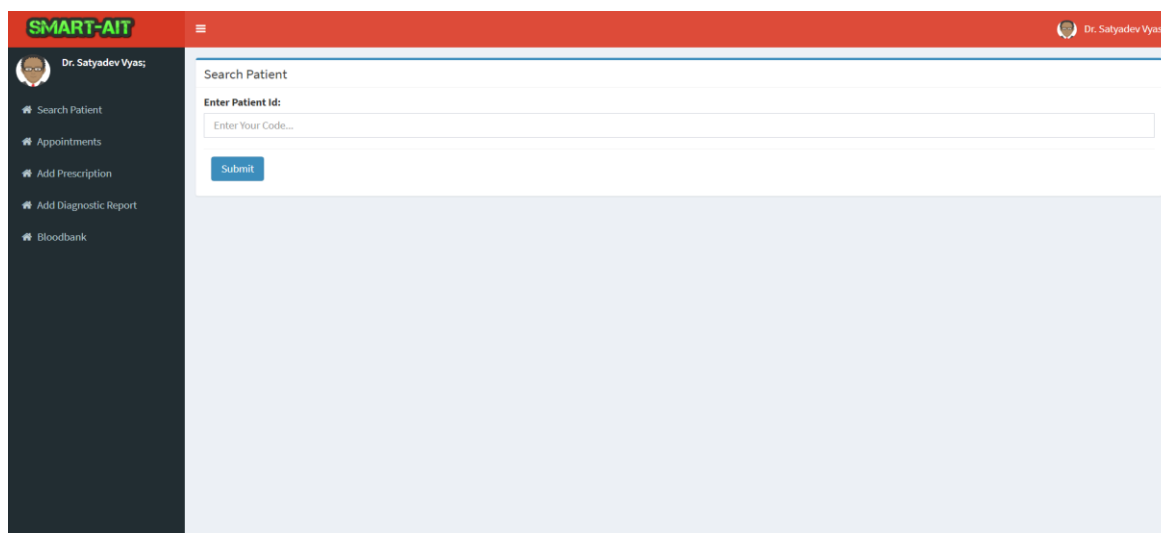 SMART-AIT
Dr. Satyadev Vyas
Dr. Satyadev Vyas;
Search Patient
Appointments
Add Prescription
Add Diagnostic Report
Bloodbank
Search Patient
Enter Patient Id:
Enter Your Code...
Submit